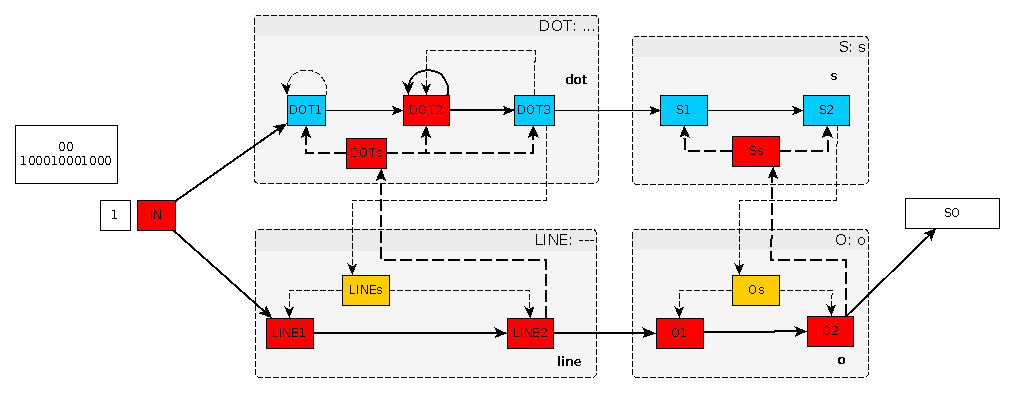 DOT: ...
S: s
dot
s
DOT1
DOT2
DOT3
S1
S2
00
100010001000
DOTs
Ss
1
IN
SO
LINE: ---
O: o
LINEs
Os
LINE1
LINE2
O1
O2
line
o